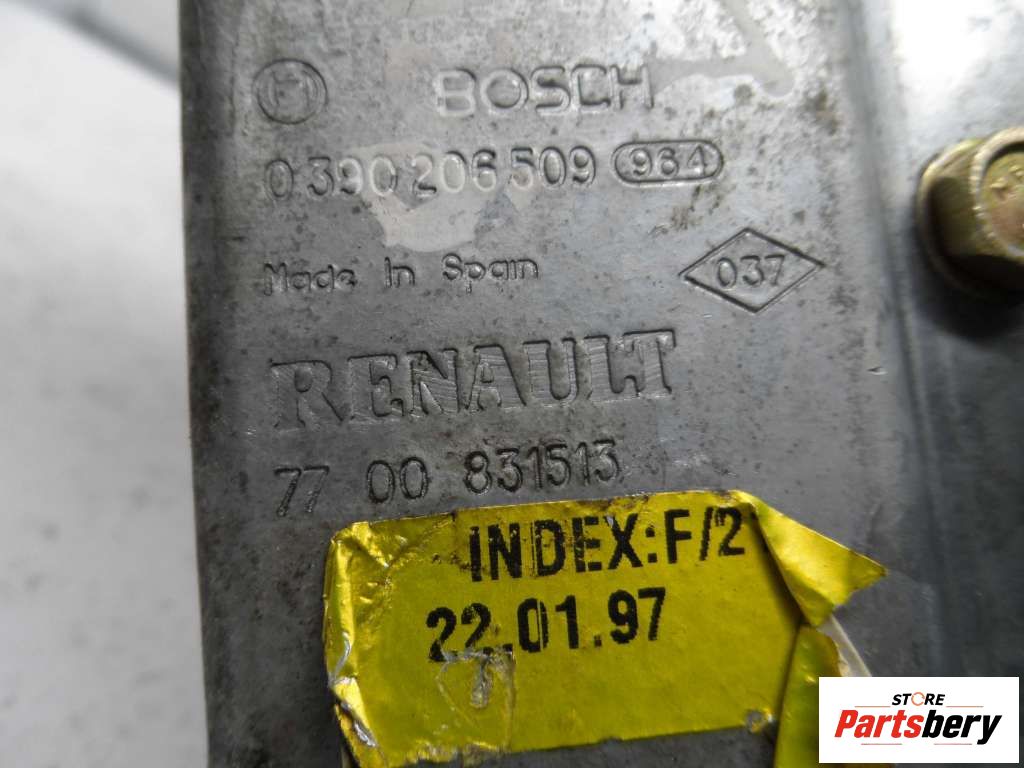 BOSCH
0 390 206 509 964
Made in Spain
037
RENAULT
77 00 831513
INDEX:F/2
22.01.97
STORE
Partsbery